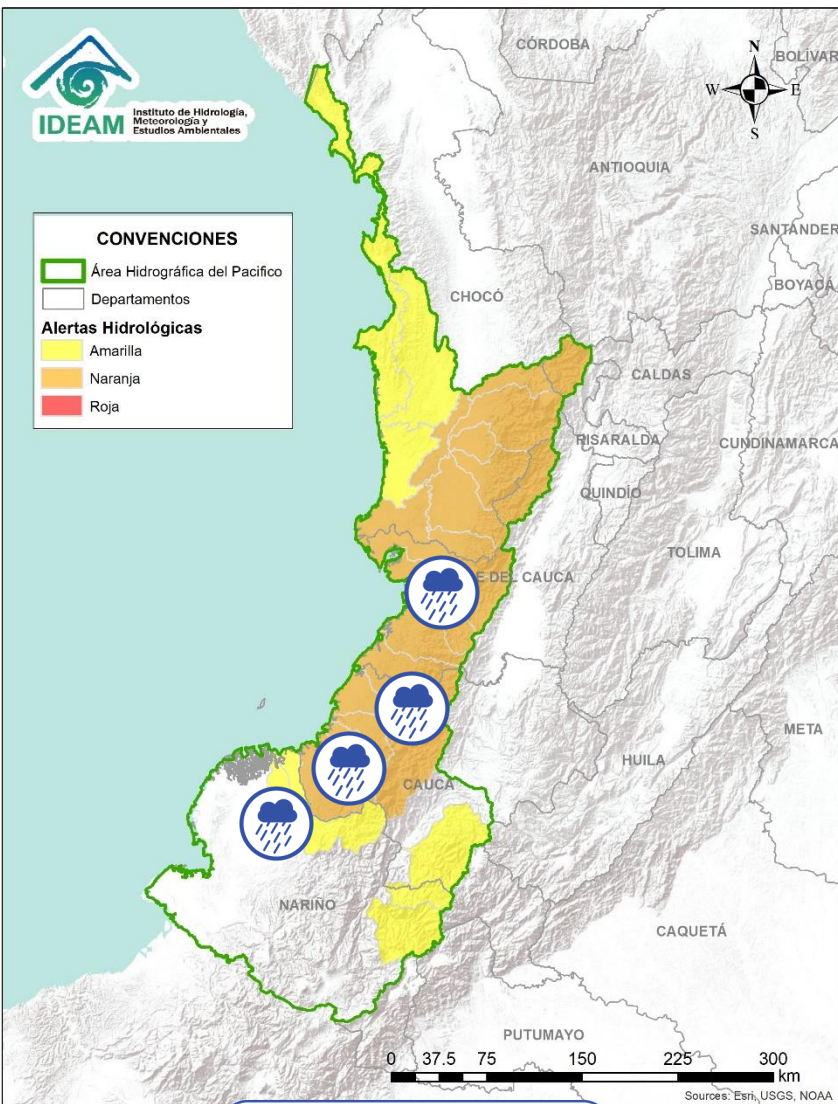 IDEAM
Instituto de Hidrología,
Meteorología y
Estudios Ambientales
CÓRDOBA
BOLÍVAR
N
W
E
S
ANTIOQUIA
SANTANDER
BOYACÁ
CONVENCIONES
Área Hidrográfica del Pacifico
Departamentos
Alertas Hidrológicas
Amarilla
Naranja
Roja
CHOCÓ
CALDAS
RISARALDA
CUNDINAMARCA
QUINDÍO
TOLIMA
E DEL CAUCA
META
HUILA
CAUCA
NARIÑO
CAQUETÁ
PUTUMAYO
0 37.5 75 150 225 300
km
Sources: Esri, USGS, NOAA